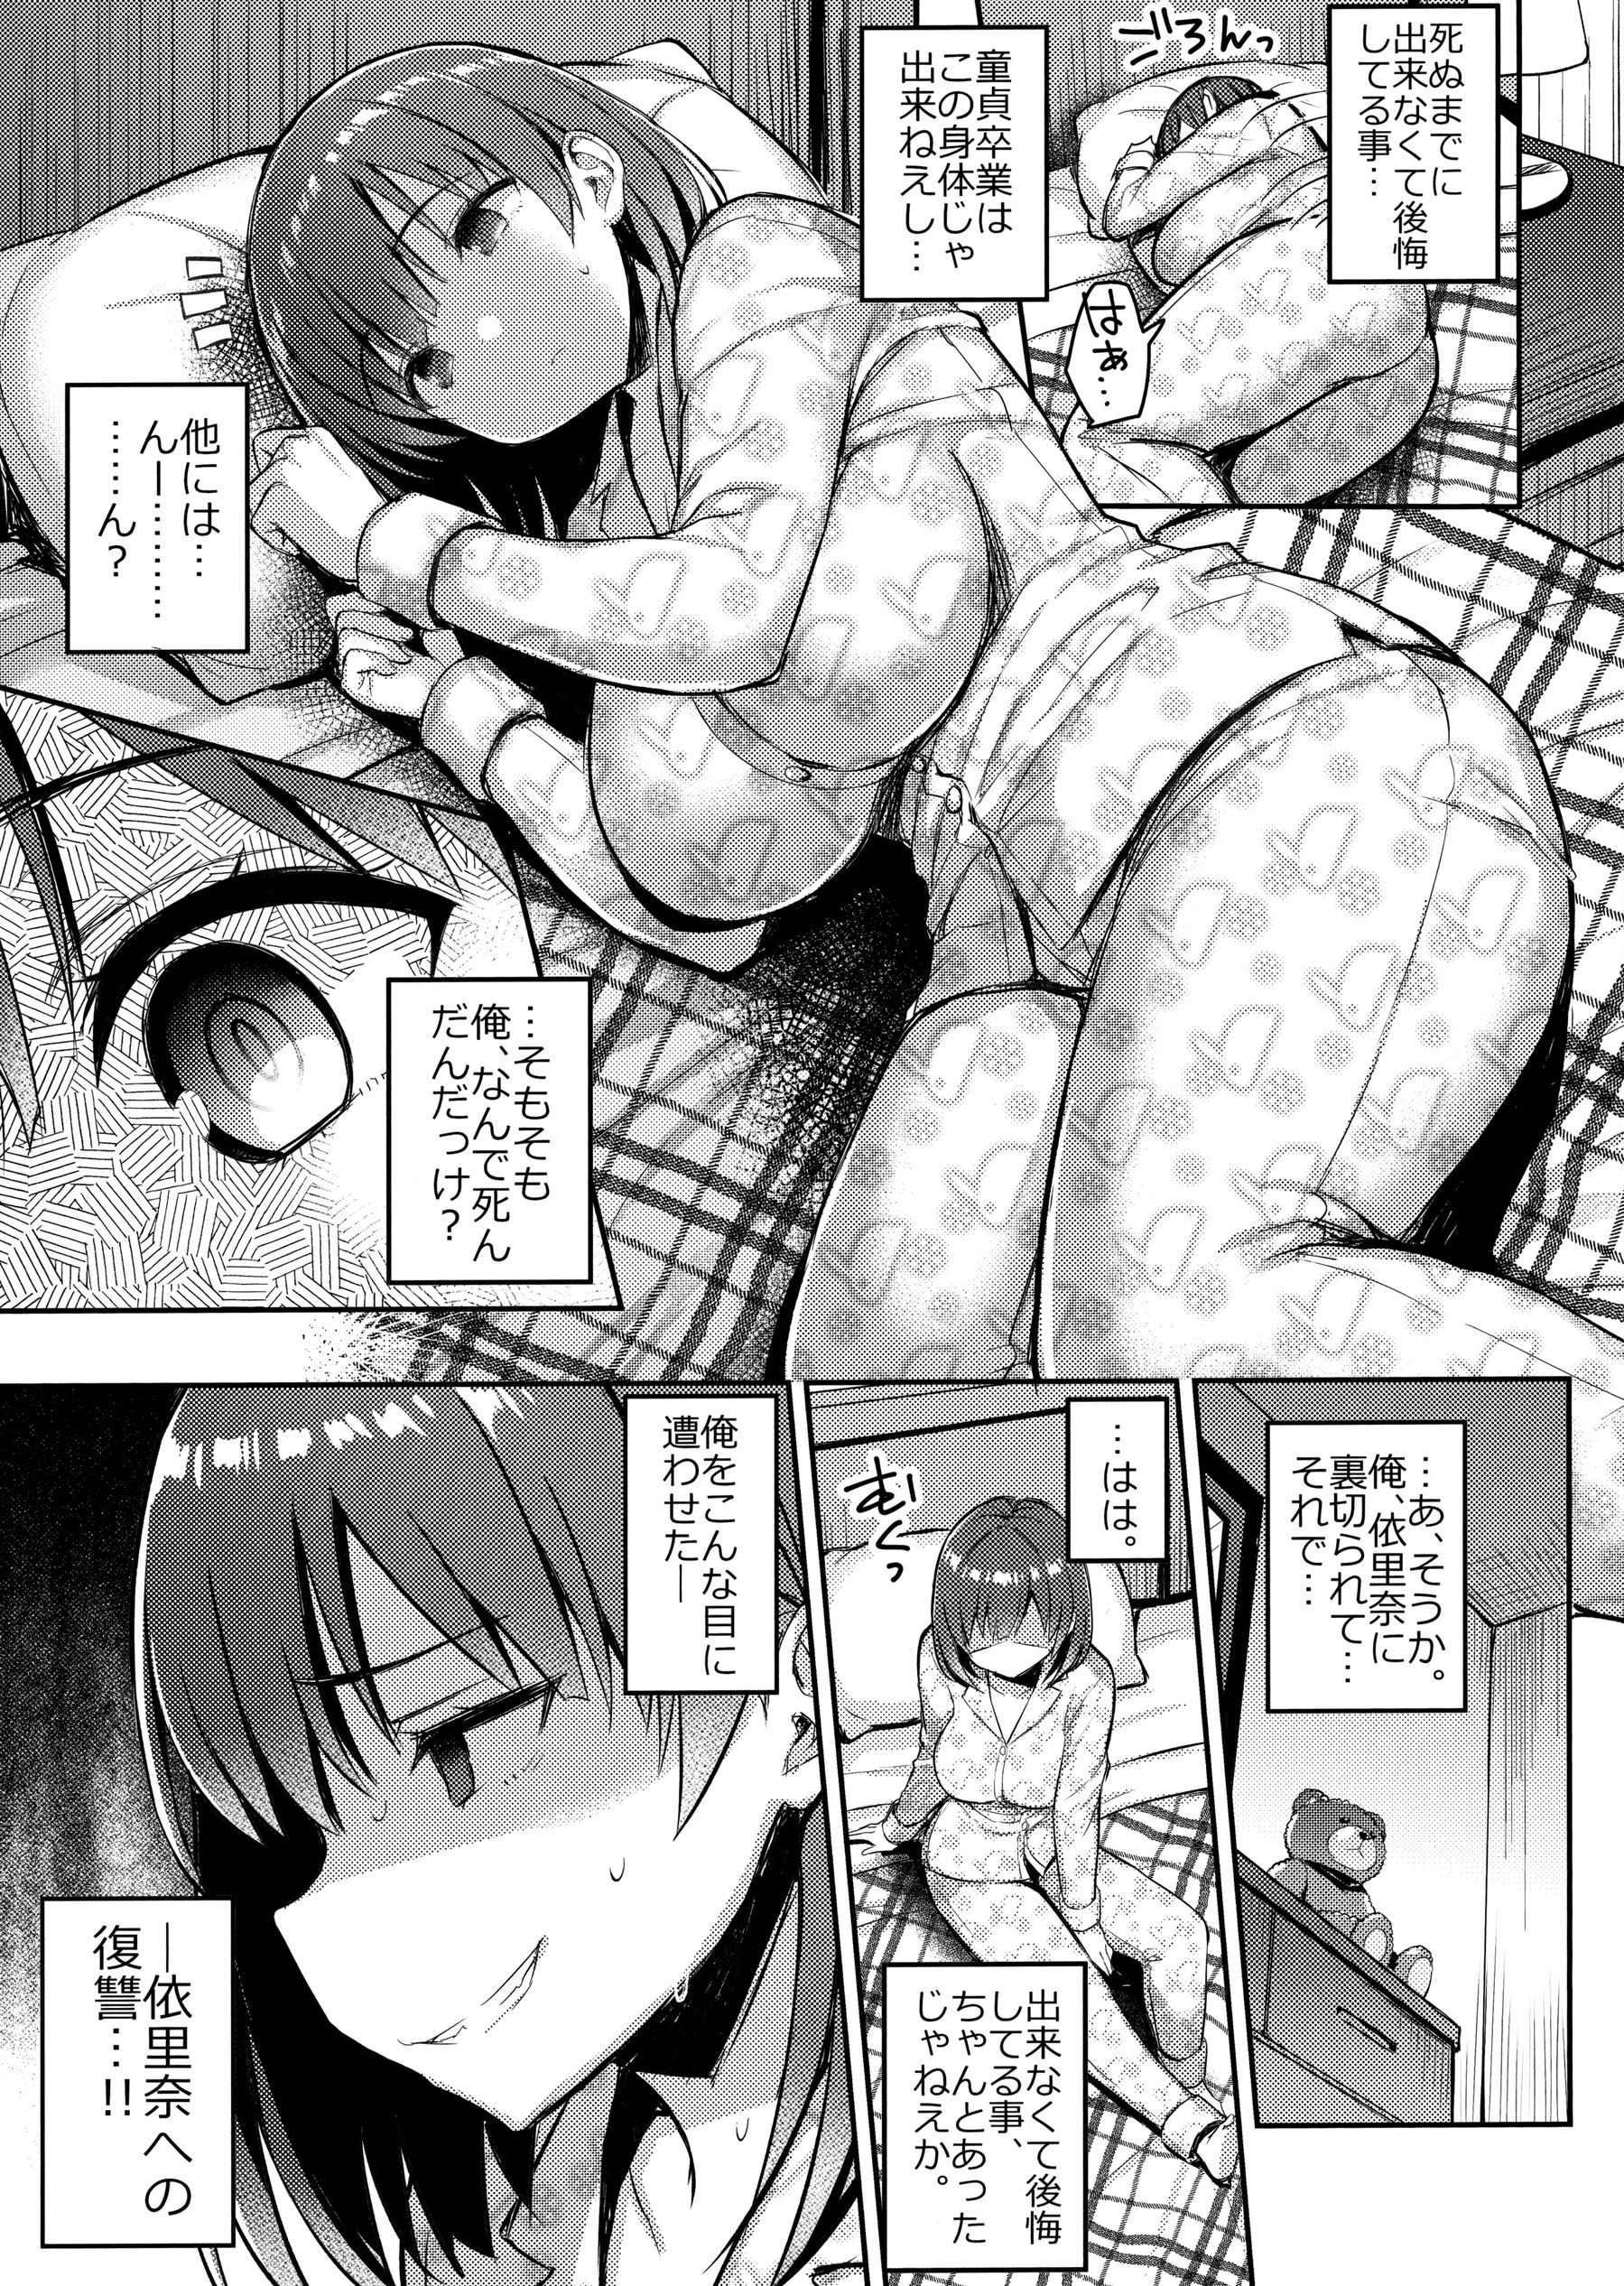 死ぬまでに
出来なくて後悔
してる事…
ごろんっ
はぁ…
童貞卒業は
この身体じゃ
出来ねえし…
他には…
んー…………
……ん?
…そもそも
俺、なんで死ん
だんだっけ?
…あ、そうか。
俺、依里奈に
裏切られて…
それで…
…はは。
むくっ
出来なくて後悔
してる事、
ちゃんとあった
じゃねえか。
俺をこんな目に
遭わせた―
―依里奈への
復讐…!!